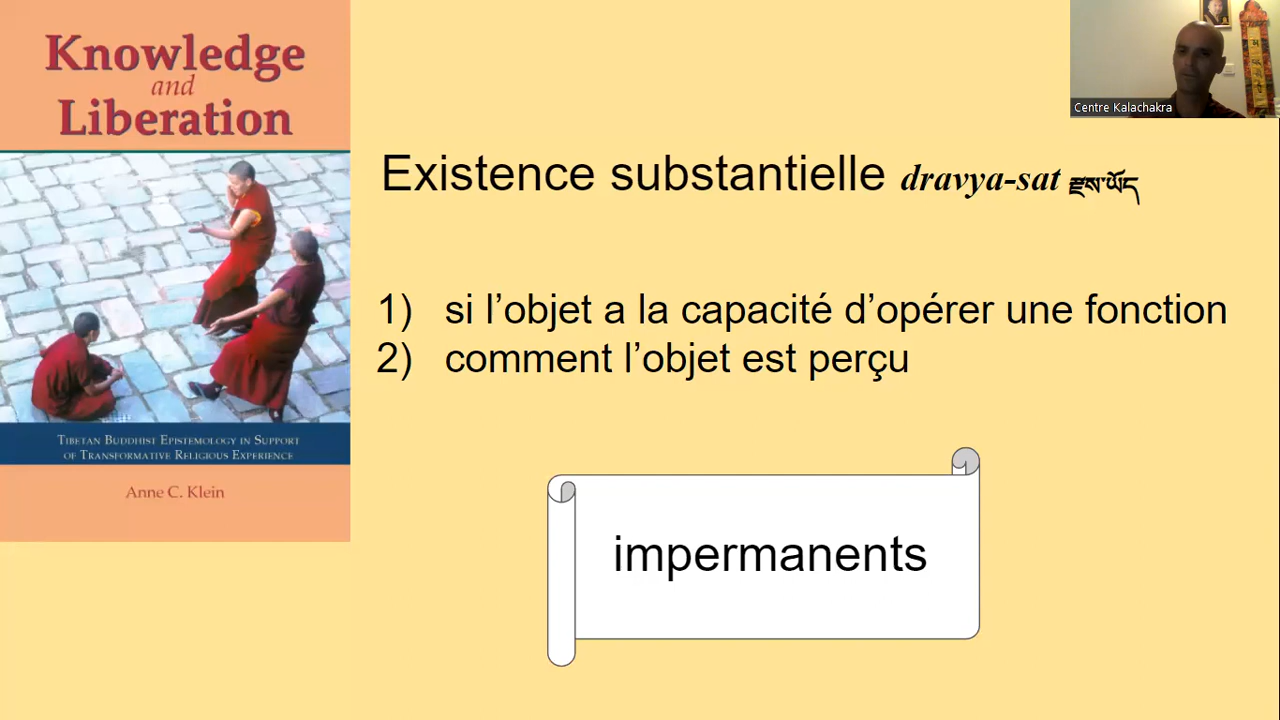 Knowledge
and
Liberation
TIBETAN BUDDHIST EPISTEMOLOGY IN SUPPORT
OF TRANSFORMATIVE RELIGIOUS EXPERIENCE
Anne C. Klein
Centre Kalachakra
Existence substantielle dravya-sat རྫས་ཡོད
1) si l’objet a la capacité d’opérer une fonction
2) comment l’objet est perçu
impermanents